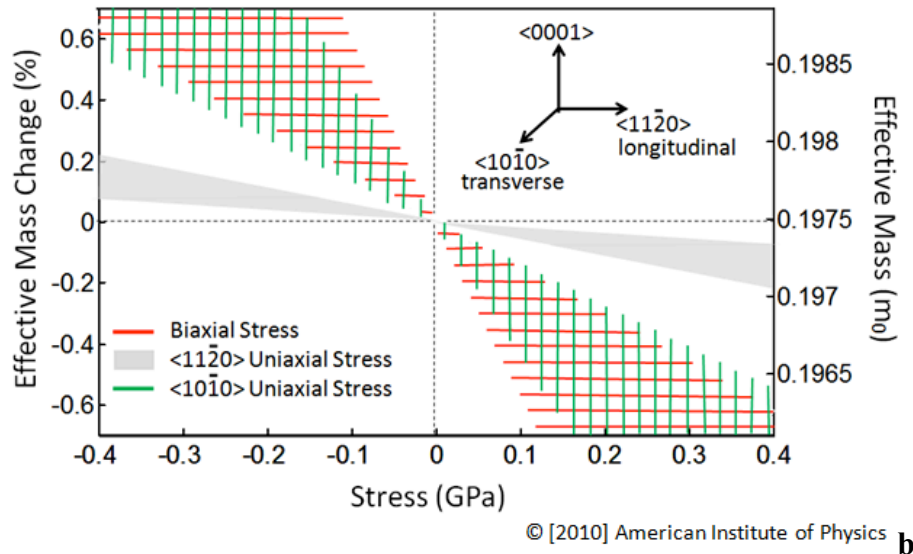 Effective Mass Change (%)
0.6
0.4
0.2
0
-0.2
-0.4
-0.6
<0001>
<112̄0>
longitudinal
<101̄0>
transverse
Biaxial Stress
<112̄0> Uniaxial Stress
<101̄0> Uniaxial Stress
0.1985
0.198
0.1975
0.197
0.1965
Effective Mass (m₀)
-0.4 -0.3 -0.2 -0.1 0 0.1 0.2 0.3 0.4
Stress (GPa)
© [2010] American Institute of Physics b